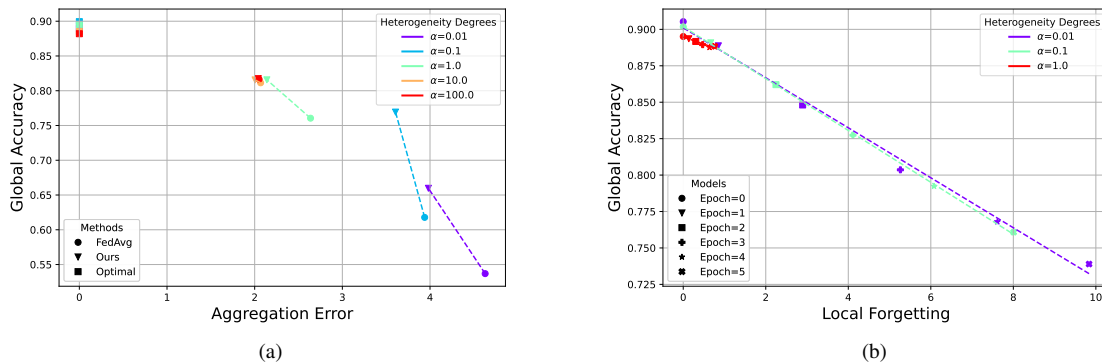 0.90
0.85
0.80
0.75
0.70
0.65
0.60
0.55
Global Accuracy
Heterogeneity Degrees
α=0.01
α=0.1
α=1.0
α=10.0
α=100.0
Methods
FedAvg
Ours
Optimal
0 1 2 3 4
Aggregation Error
(a)
0.900
0.875
0.850
0.825
0.800
0.775
0.750
0.725
Global Accuracy
Heterogeneity Degrees
α=0.01
α=0.1
α=1.0
Models
Epoch=0
Epoch=1
Epoch=2
Epoch=3
Epoch=4
Epoch=5
0 2 4 6 8 10
Local Forgetting
(b)